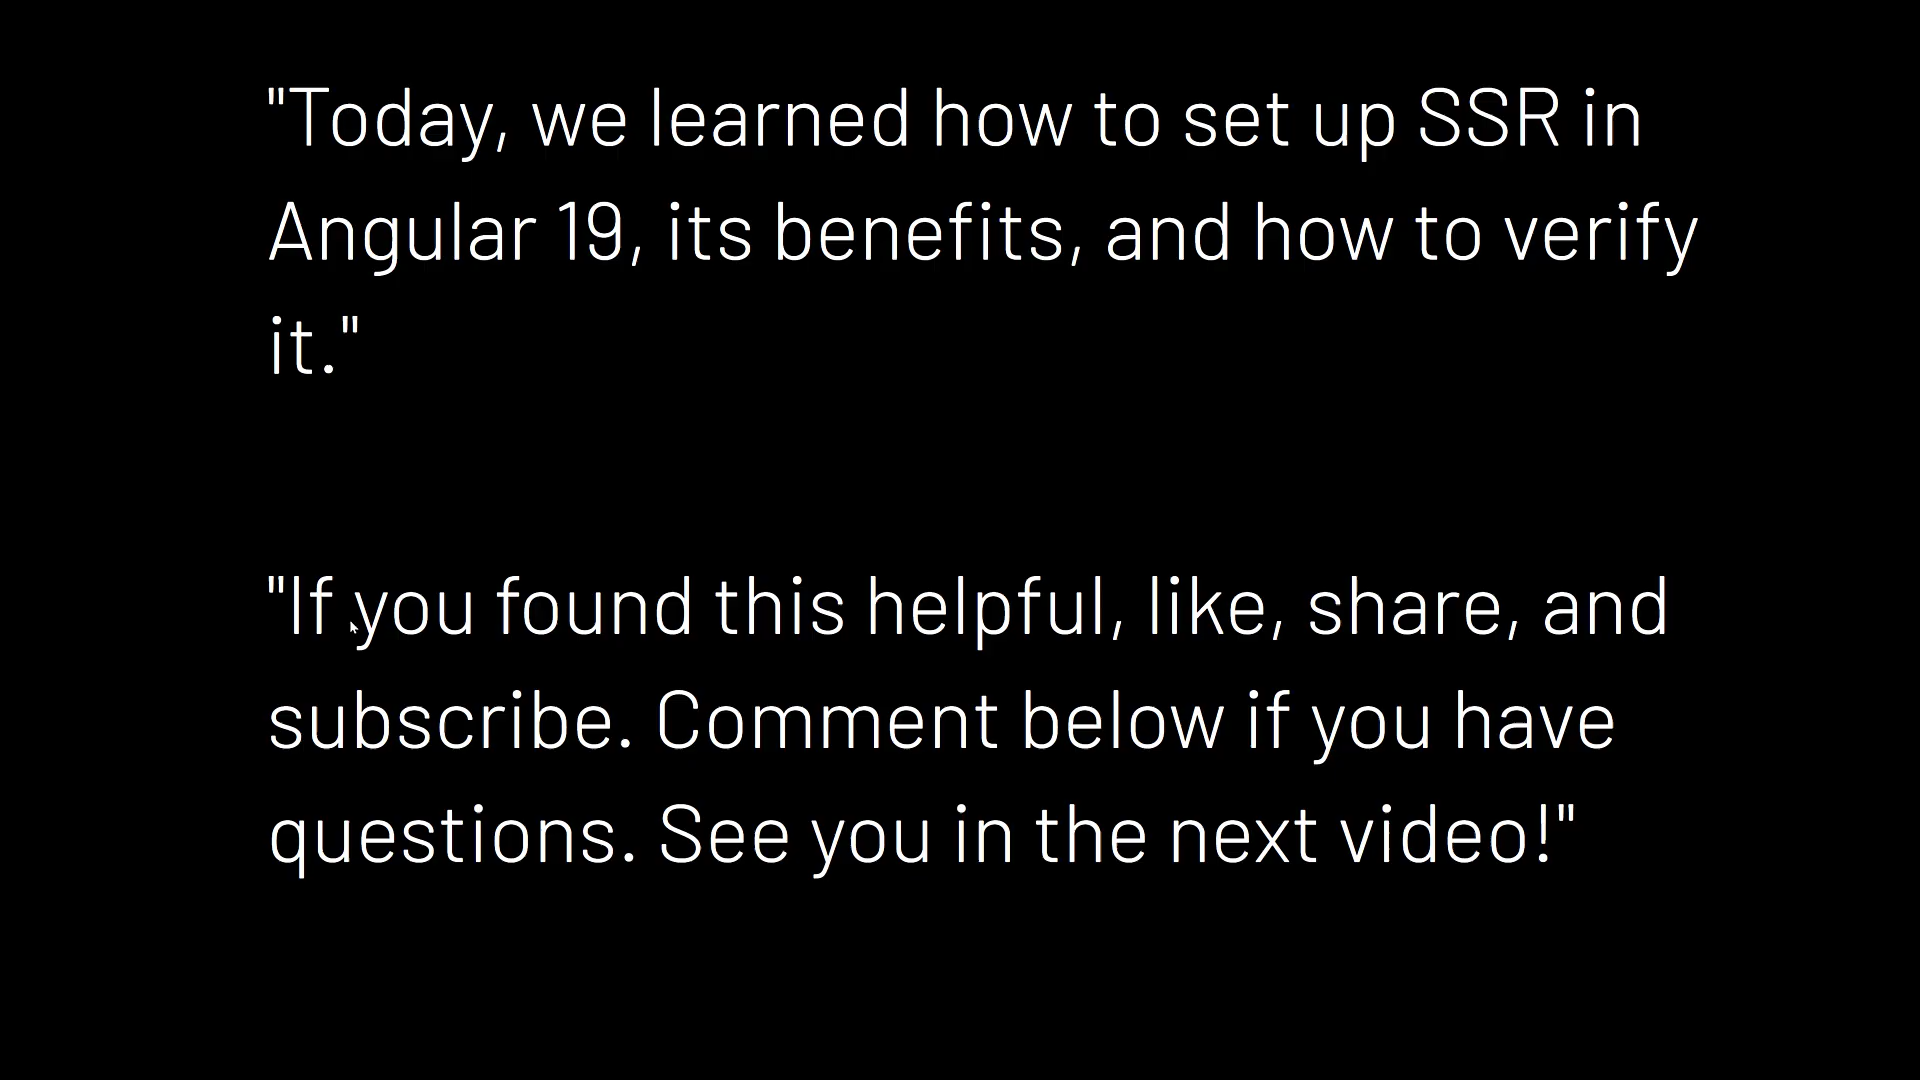 "Today, we learned how to set up SSR in
Angular 19, its benefits, and how to verify
it."
"If you found this helpful, like, share, and
subscribe. Comment below if you have
questions. See you in the next video!"